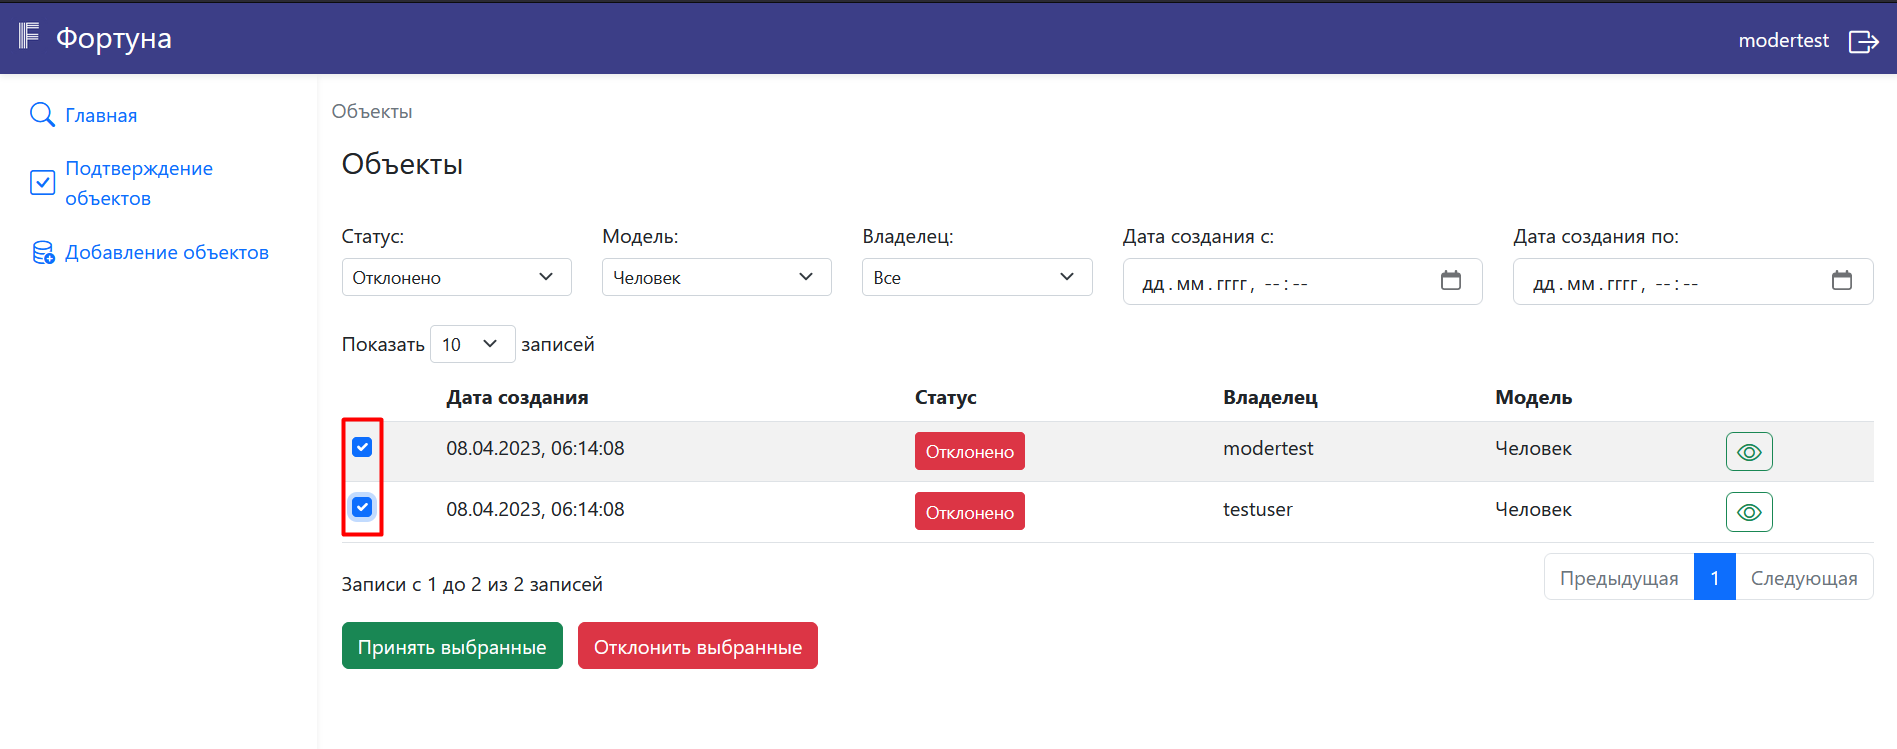 Фортуна
modertest
Главная
Подтверждение
объектов
Добавление объектов
Объекты
Объекты
Статус:
Модель:
Владелец:
Дата создания с:
Дата создания по:
Отклонено
Человек
Все
дд.мм.гггг, --:--
дд.мм.гггг, --:--
Показать 10 записей
Дата создания Статус Владелец Модель
08.04.2023, 06:14:08 Отклонено modertest Человек
08.04.2023, 06:14:08 Отклонено testuser Человек
Записи с 1 до 2 из 2 записей
Предыдущая 1 Следующая
Принять выбранные Отклонить выбранные